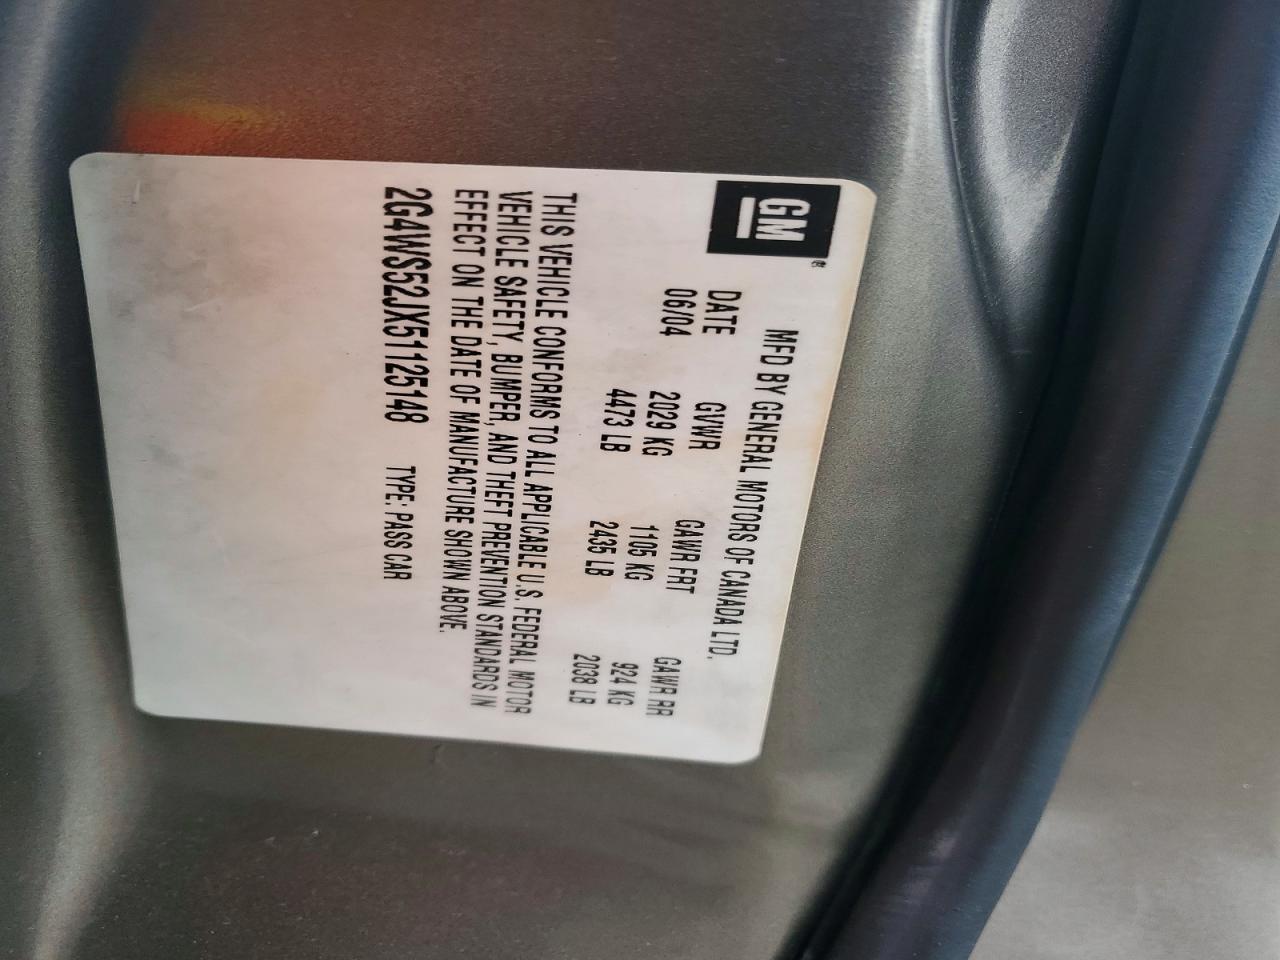 GM
MFD BY GENERAL MOTORS OF CANADA LTD.
DATE GVWR GAWR FRT GAWR RR
06/04 2029 KG 1105 KG 924 KG
4473 LB 2435 LB 2038 LB
THIS VEHICLE CONFORMS TO ALL APPLICABLE U.S. FEDERAL MOTOR
VEHICLE SAFETY, BUMPER, AND THEFT PREVENTION STANDARDS IN
EFFECT ON THE DATE OF MANUFACTURE SHOWN ABOVE.
2G4WS52JX51125148 TYPE: PASS CAR